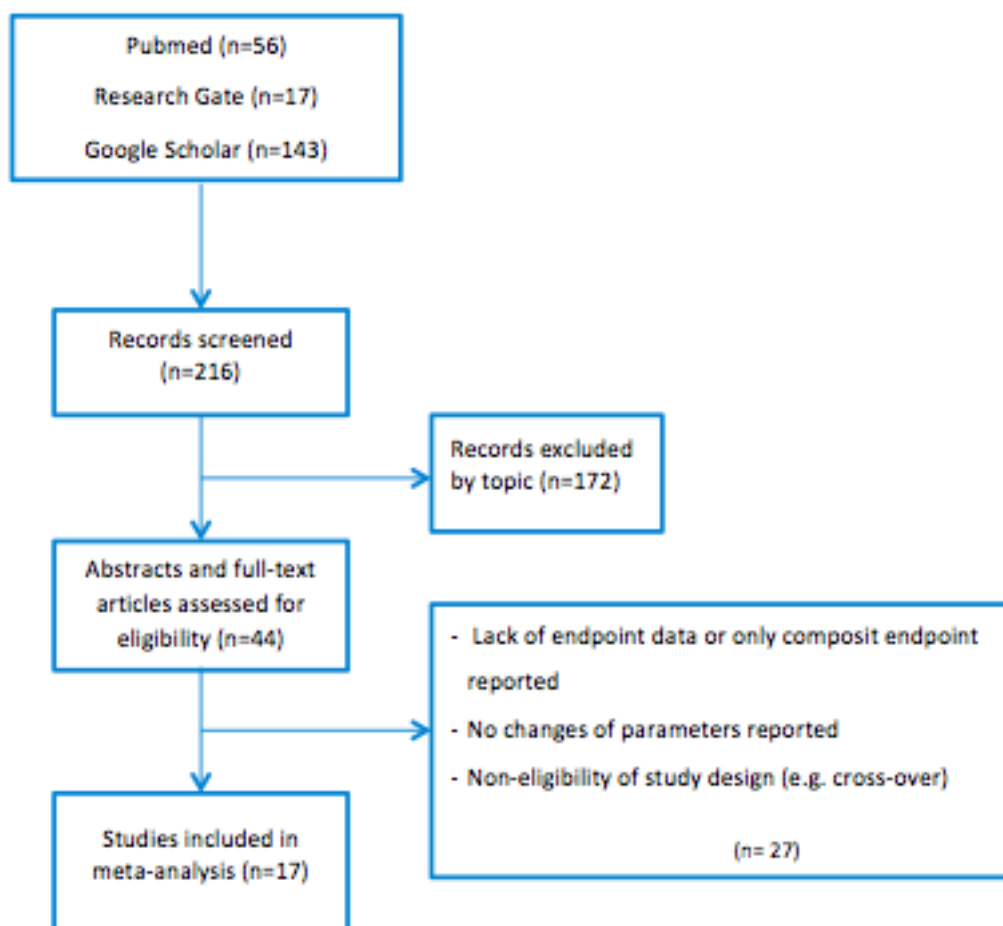 Pubmed (n=56)
Research Gate (n=17)
Google Scholar (n=143)
Records screened
(n=216)
Records excluded
by topic (n=172)
Abstracts and full-text
articles assessed for
eligibility (n=44)
- Lack of endpoint data or only composit endpoint
reported
- No changes of parameters reported
- Non-eligibility of study design (e.g. cross-over)
(n= 27)
Studies included in
meta-analysis (n=17)